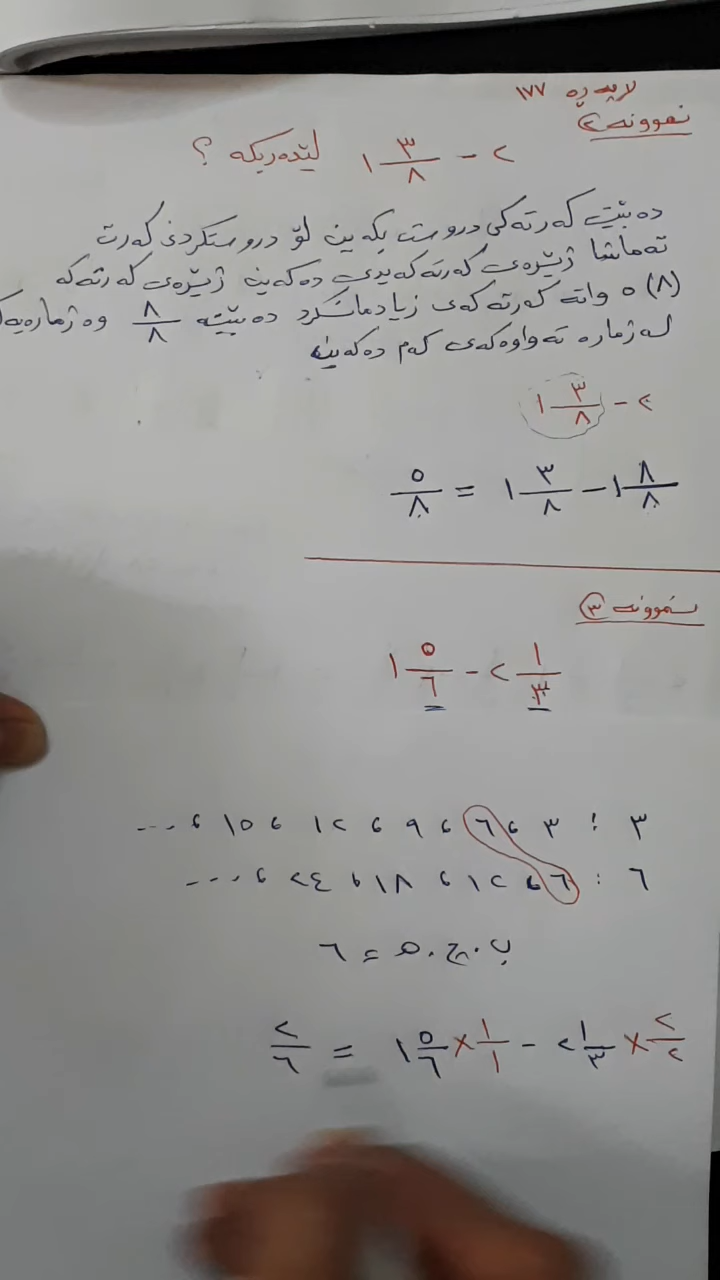 لاپەڕە ١٧٧
نموونە ٢
٢ - ١ ٣/٨ لێدەربکە ؟
دەبێت کەرتەکی دروست بکەین لۆ دروستکردنی کەرت
تەماشا ژێرەی کەرتەکەیدی دەکەین ژێرەی کەرتەکە
(٨) ە واتە کەرتەکەی زیادمانکرد دەبێتە ٨/٨ وە ژمارەیەک
لە ژمارە تەواوەکەی کەم دەکەین
٢ - ١ ٣/٨
١ ٨/٨ - ١ ٣/٨ = ٥/٨
نموونە ٣
٢ ١/٣ - ١ ٥/٦
٣ : ٣ ، ٦ ، ٩ ، ١٢ ، ١٥ ، ...
٦ : ٦ ، ١٢ ، ١٨ ، ٢٤ ، ...
ب.چ.ه = ٦
٢ ١/٣ × ٢/٢ - ١ ٥/٦ × ١/١ = ٢/٦